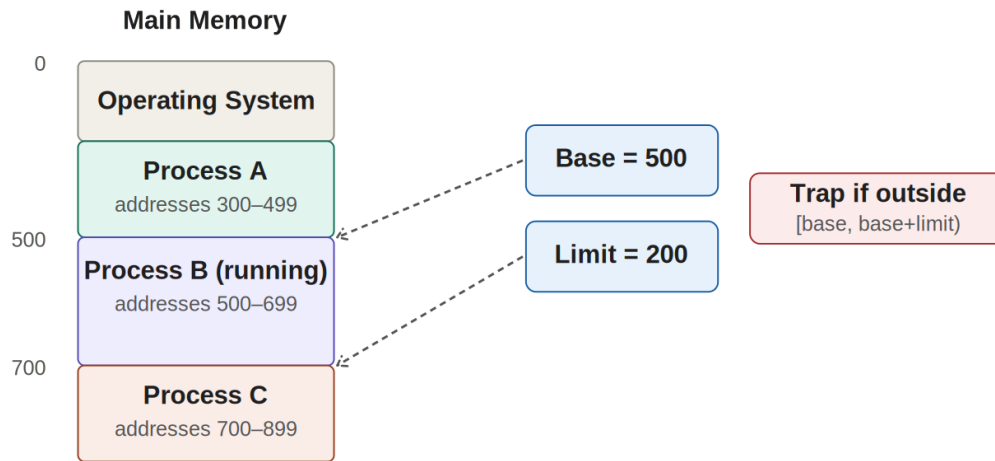 Main Memory
0
Operating System
Process A
addresses 300–499
500
Process B (running)
addresses 500–699
700
Process C
addresses 700–899
Base = 500
Limit = 200
Trap if outside
[base, base+limit)